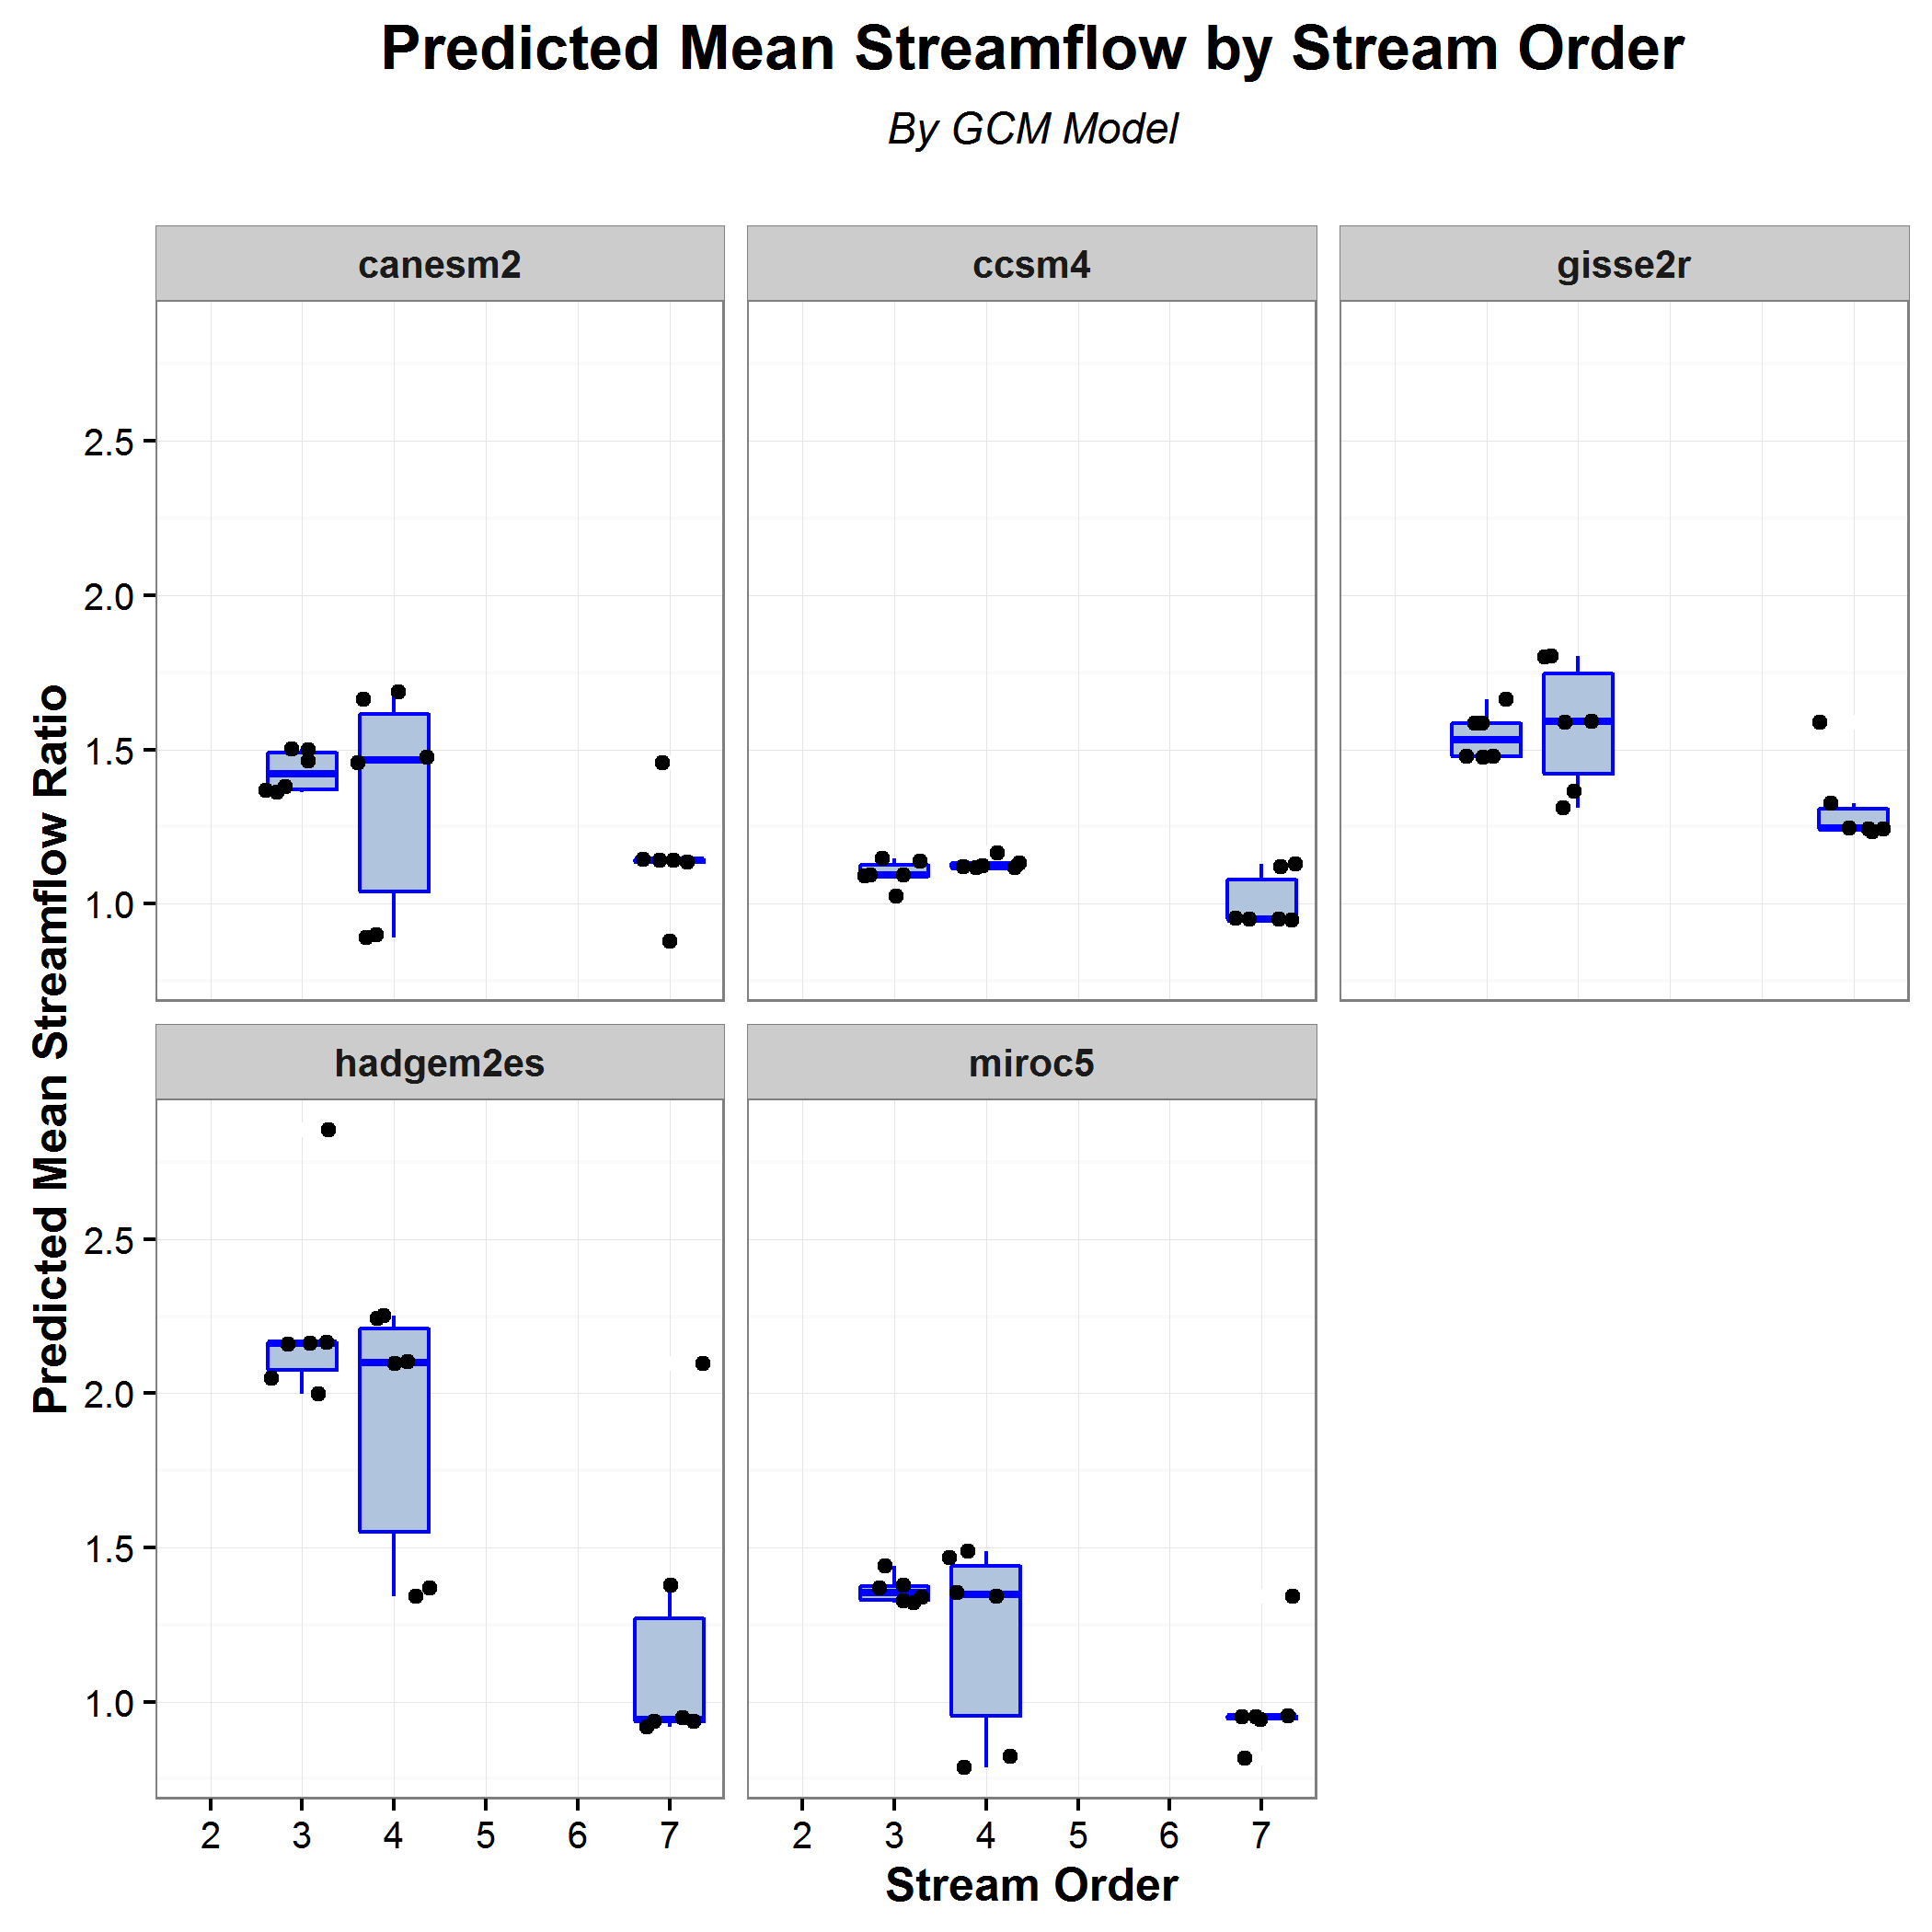 Predicted Mean Streamflow by Stream Order
By GCM Model
canesm2
ccsm4
gisse2r
2.5
2.0
1.5
1.0
Predicted Mean Streamflow Ratio
hadgem2es
miroc5
2.5
2.0
1.5
1.0
2 3 4 5 6 7
2 3 4 5 6 7
Stream Order